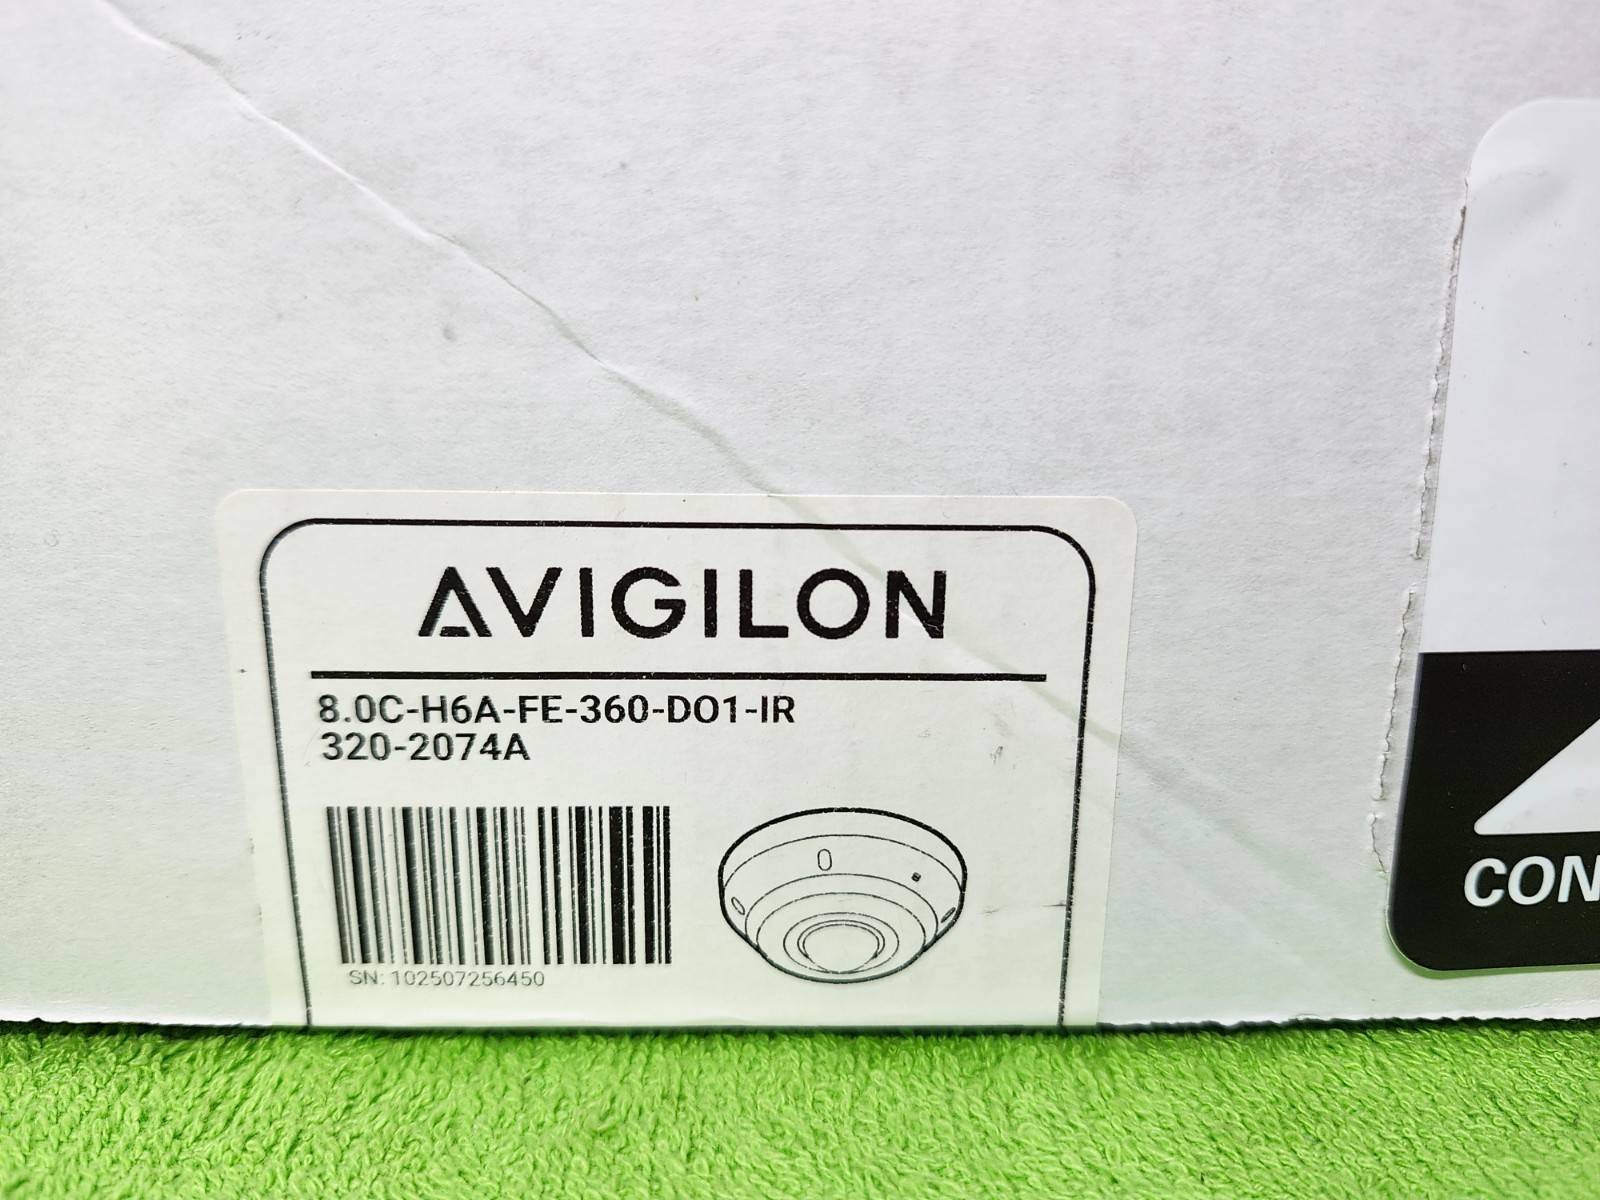 AVIGILON
8.0C-H6A-FE-360-DO1-IR
320-2074A
SN: 102507256450
CON